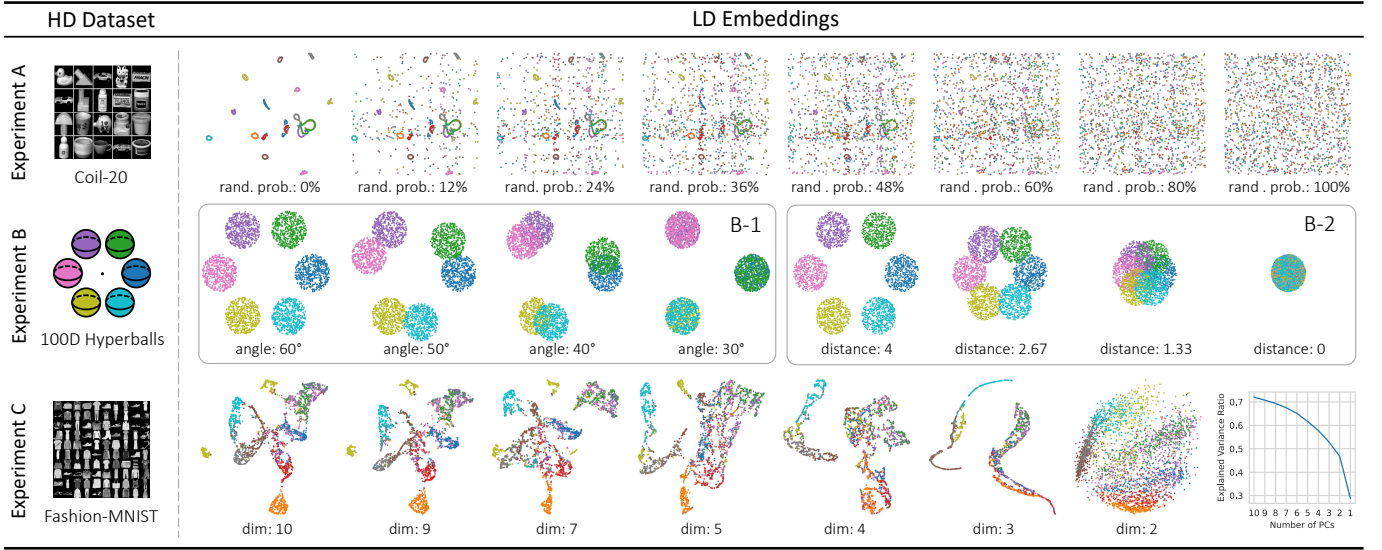 HD Dataset
LD Embeddings
Experiment A
Coil-20
rand. prob.: 0%
rand. prob.: 12%
rand. prob.: 24%
rand. prob.: 36%
rand . prob.: 48%
rand. prob.: 60%
rand . prob.: 80%
rand . prob.: 100%
Experiment B
100D Hyperballs
B-1
angle: 60°
angle: 50°
angle: 40°
angle: 30°
B-2
distance: 4
distance: 2.67
distance: 1.33
distance: 0
Experiment C
Fashion-MNIST
dim: 10
dim: 9
dim: 7
dim: 5
dim: 4
dim: 3
dim: 2
Explained Variance Ratio
0.7
0.6
0.5
0.4
0.3
10 9 8 7 6 5 4 3 2 1
Number of PCs